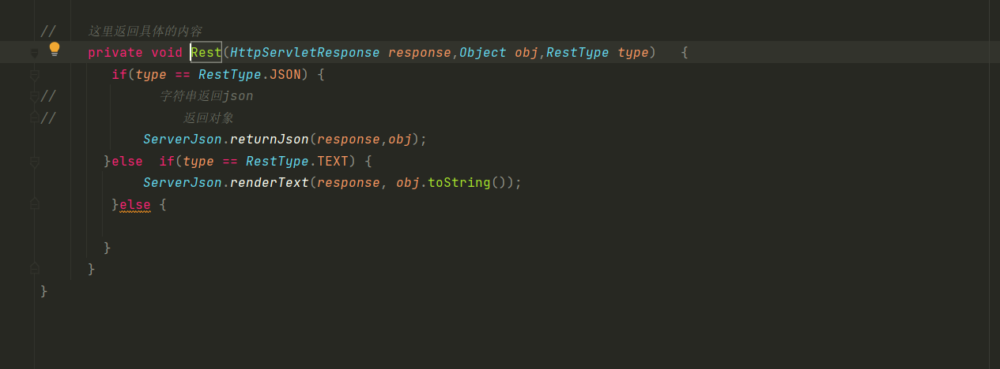 //    这里返回具体的内容
private void Rest(HttpServletResponse response,Object obj,RestType type)   {
if(type == RestType.JSON) {
//             字符串返回json
//                返回对象
ServerJson.returnJson(response,obj);
}else  if(type == RestType.TEXT) {
ServerJson.renderText(response, obj.toString());
}else {
}
}
}